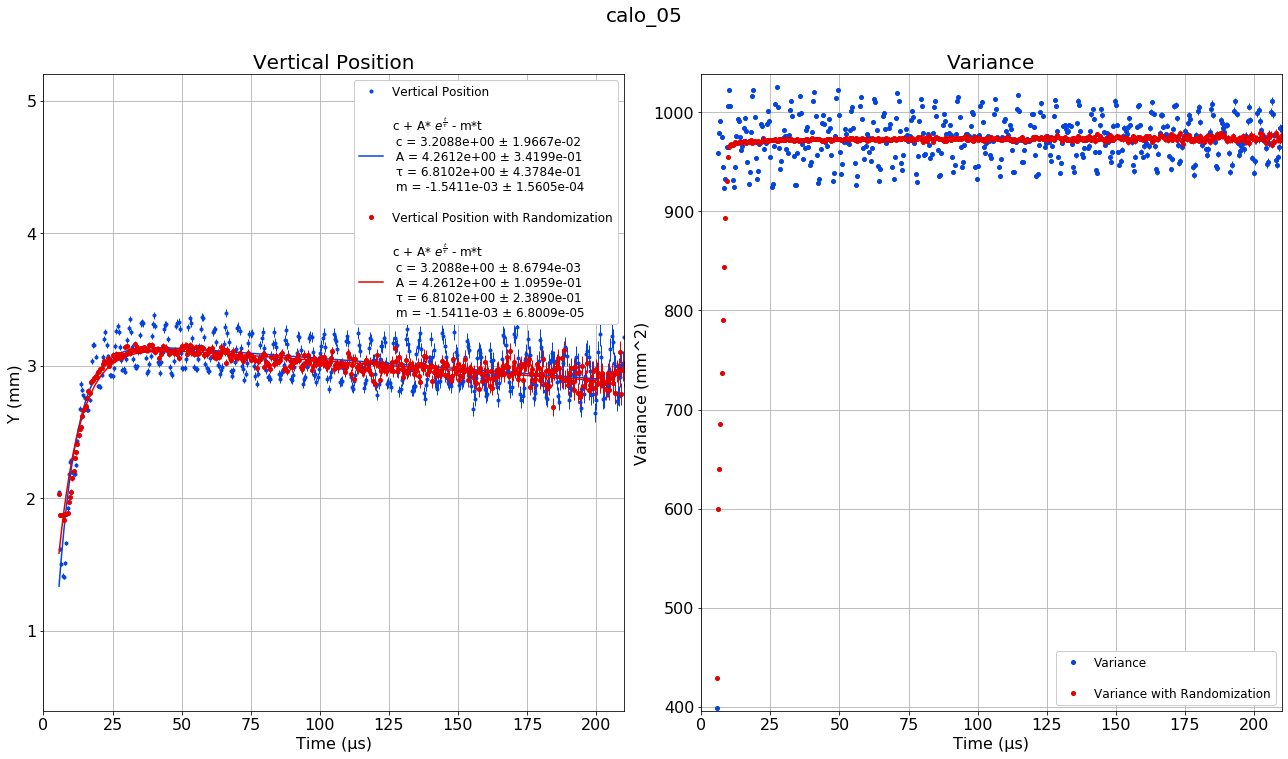 calo_05
Vertical Position
5
4
3
2
1
Y (mm)
0
25
50
75
100
125
150
175
200
Time (μs)
Vertical Position
c + A* e^{t/τ} - m*t
c = 3.2088e+00 ± 1.9667e-02
A = 4.2612e+00 ± 3.4199e-01
τ = 6.8102e+00 ± 4.3784e-01
m = -1.5411e-03 ± 1.5605e-04
Vertical Position with Randomization
c + A* e^{t/τ} - m*t
c = 3.2088e+00 ± 8.6794e-03
A = 4.2612e+00 ± 1.0959e-01
τ = 6.8102e+00 ± 2.3890e-01
m = -1.5411e-03 ± 6.8009e-05
Variance
1000
900
800
700
600
500
400
Variance (mm^2)
0
25
50
75
100
125
150
175
200
Time (μs)
Variance
Variance with Randomization